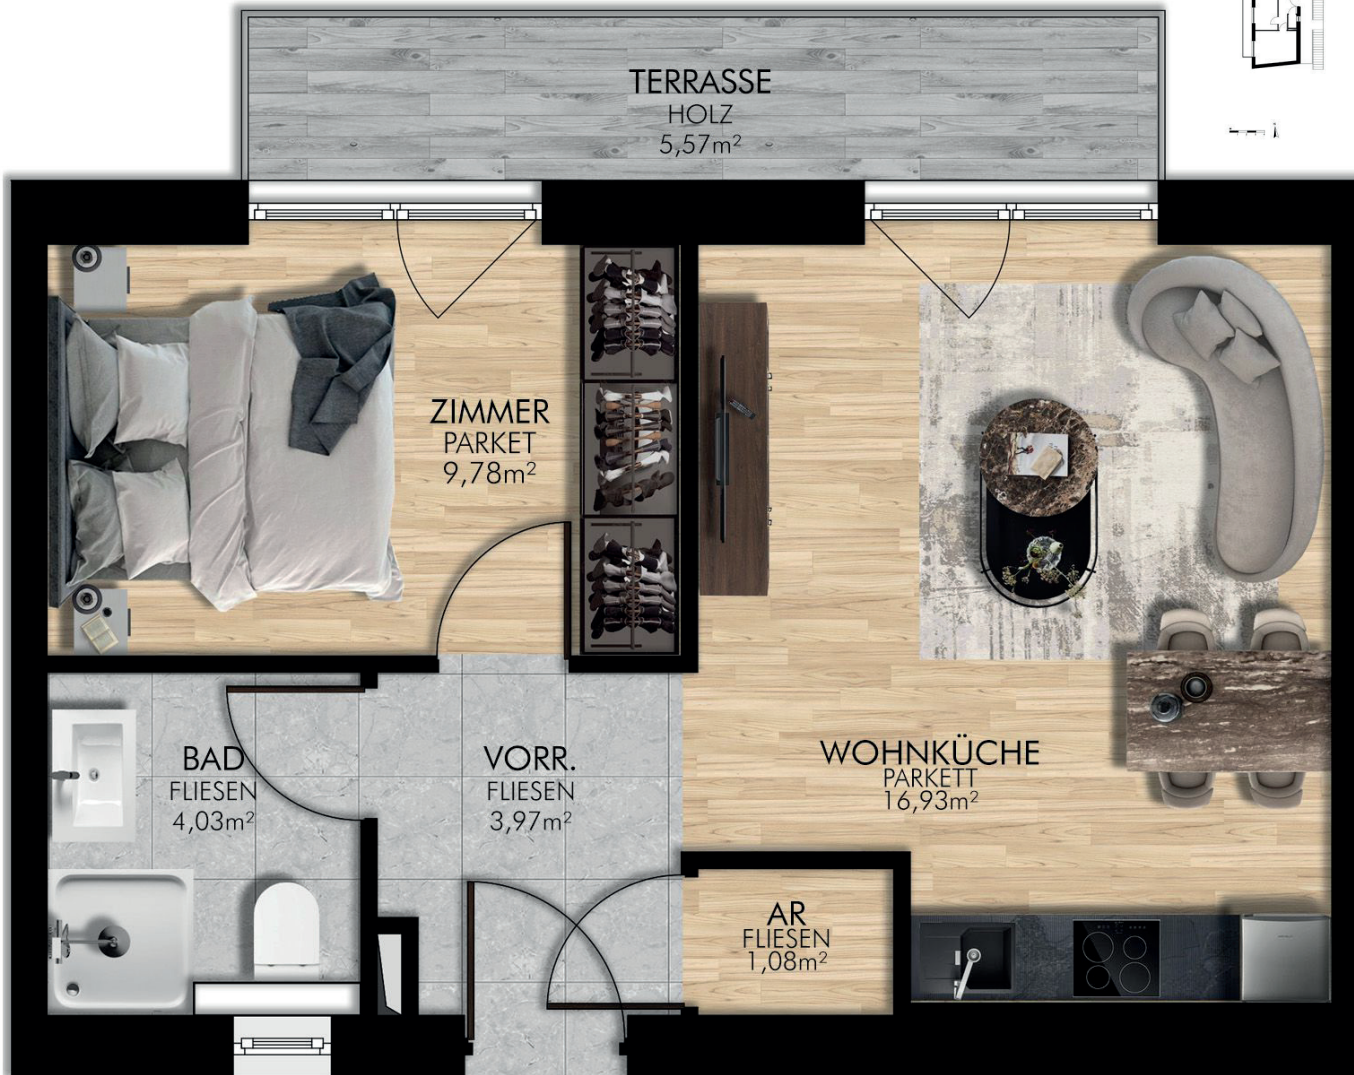 TERRASSE
HOLZ
5,57m²
ZIMMER
PARKET
9,78m²
BAD
FLIESEN
4,03m²
VORR.
FLIESEN
3,97m²
WOHNKÜCHE
PARKETT
16,93m²
AR
FLIESEN
1,08m²